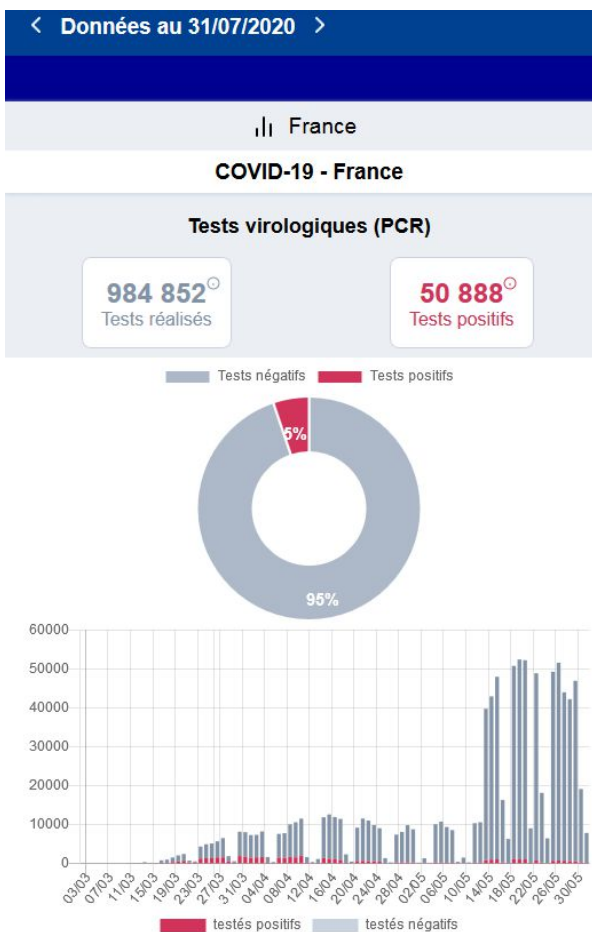 < Données au 31/07/2020 >
France
COVID-19 - France
Tests virologiques (PCR)
984 852
Tests réalisés
50 888
Tests positifs
Tests négatifs Tests positifs
5%
95%
60000
50000
40000
30000
20000
10000
0
03/03 07/03 11/03 15/03 19/03 23/03 27/03 31/03 04/04 08/04 12/04 16/04 20/04 24/04 28/04 02/05 06/05 10/05 14/05 18/05 22/05 26/05 30/05
testés positifs testés négatifs